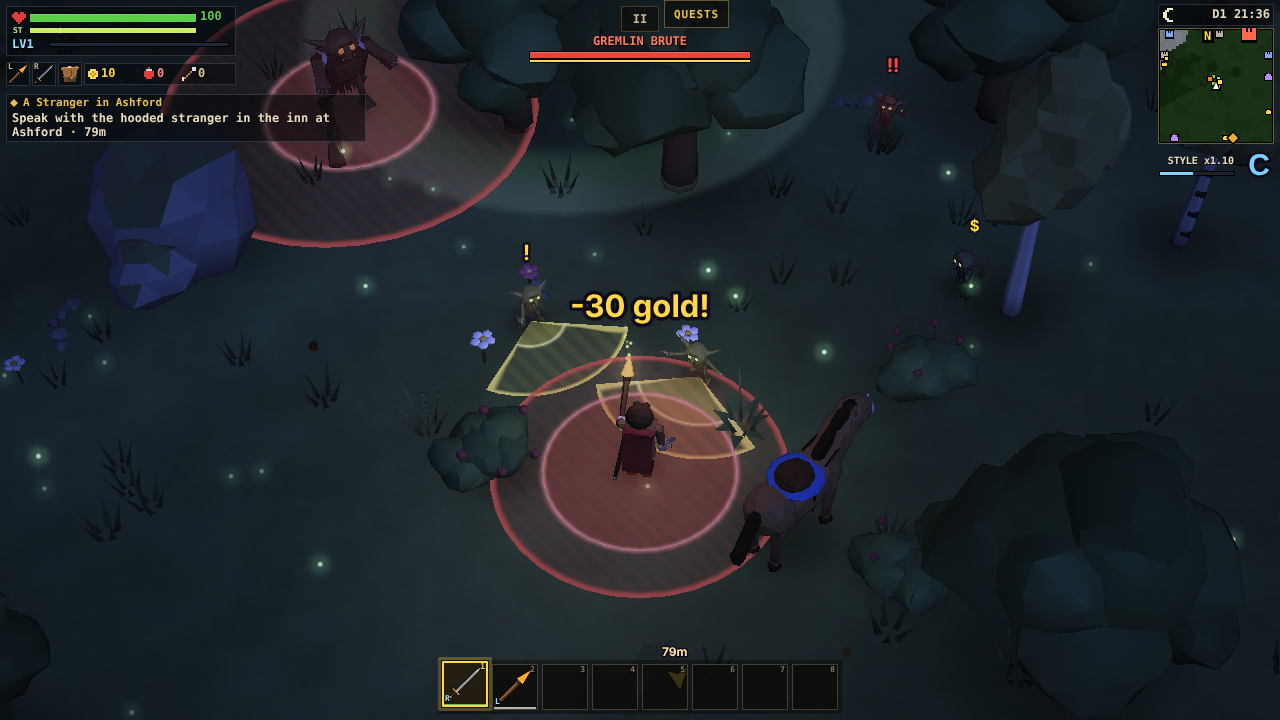 100
ST
LV1
L
R
10
0
0
◆ A Stranger in Ashford
Speak with the hooded stranger in the inn at
Ashford · 79m
II
QUESTS
GREMLIN BRUTE
D1 21:36
N
STYLE x1.10
C
!!
$
!
-30 gold!
79m
1
R
2
L
3
4
5
6
7
8